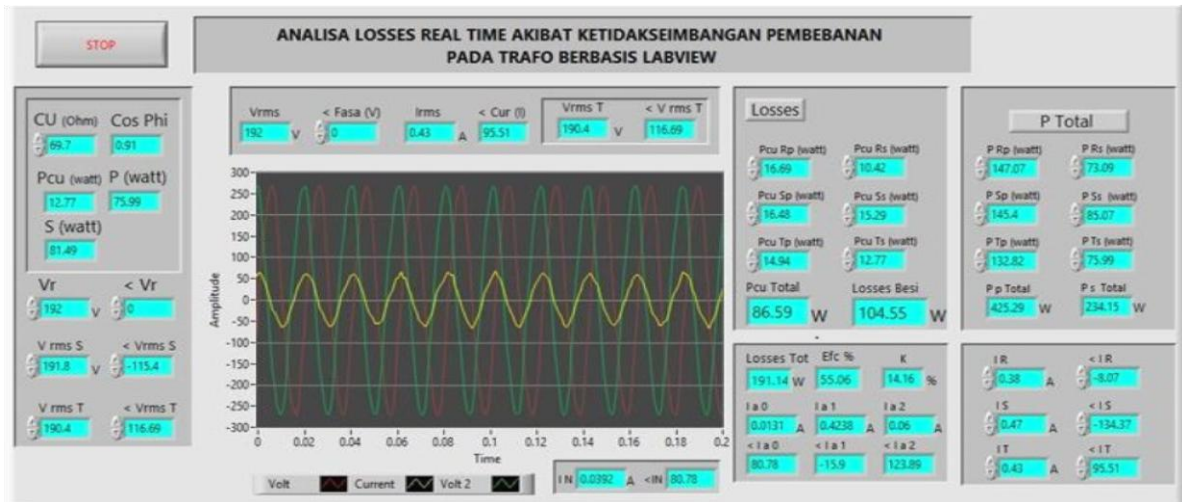 STOP
ANALISA LOSSES REAL TIME AKIBAT KETIDAKSEIMBANGAN PEMBEBANAN
PADA TRAFO BERBASIS LABVIEW
CU (Ohm) Cos Phi
69.7 0.91
Pcu (watt) P (watt)
12.77 75.99
S (watt)
81.49
Vr < Vr
192 V 0
V rms S < Vrms S
191.8 V -115.4
V rms T < Vrms T
190.4 116.69
Vrms < Fasa (V) Irms < Cur (I) Vrms T < V rms T
192 V 0 0.43 A 95.51 190.4 V 116.69
Amplitude
300
250
200
150
100
50
0
-50
-100
-150
-200
-250
-300
0 0.02 0.04 0.06 0.08 0.1 0.12 0.14 0.16 0.18 0.2
Time
Volt Current Volt 2
I N 0.0392 A <IN 80.78
Losses
Pcu Rp (watt) Pcu Rs (watt)
16.69 10.42
Pcu Sp (watt) Pcu Ss (watt)
16.48 15.29
Pcu Tp (watt) Pcu Ts (watt)
14.94 12.77
Pcu Total Losses Besi
86.59 W 104.55 W
Losses Tot Efc % K
191.14 W 55.06 14.16 %
I a 0 I a 1 I a 2
0.0131 A 0.4238 A 0.06 A
< I a 0 < I a 1 < I a 2
80.78 -15.9 123.89
P Total
P Rp (watt) P Rs (watt)
147.07 73.09
P Sp (watt) P Ss (watt)
145.4 85.07
P Tp (watt) P Ts (watt)
132.82 75.99
P p Total P s Total
425.29 W 234.15 W
I R < I R
0.38 A -8.07
I S < I S
0.47 A -134.37
I T < I T
0.43 A 95.51